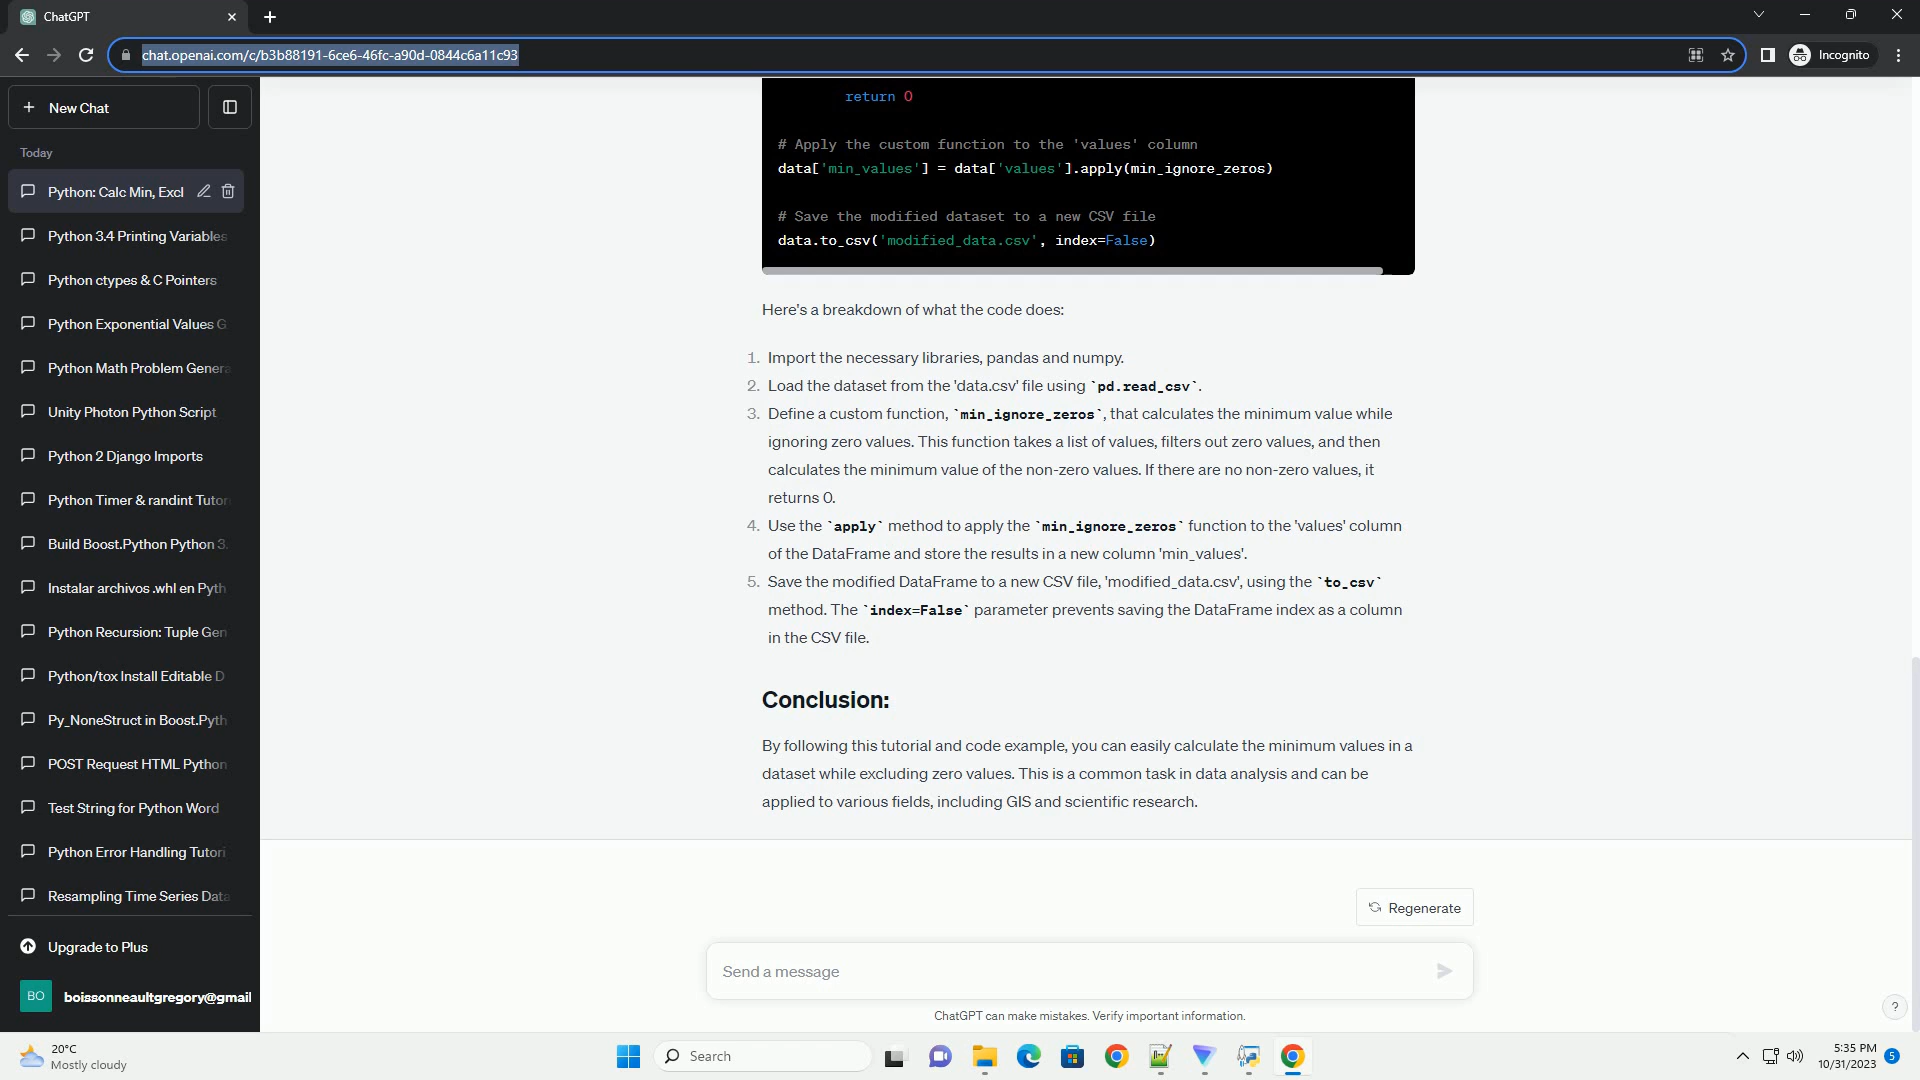 ChatGPT
chat.openai.com/c/b3b88191-6ce6-46fc-a90d-0844c6a11c93
Incognito
New Chat
Today
Python: Calc Min, Excl
Python 3.4 Printing Variables
Python ctypes & C Pointers
Python Exponential Values G
Python Math Problem Genera
Unity Photon Python Script
Python 2 Django Imports
Python Timer & randint Tutor
Build Boost.Python Python 3.
Instalar archivos .whl en Pyth
Python Recursion: Tuple Gen
Python/tox Install Editable D
Py_NoneStruct in Boost.Pyth
POST Request HTML Python
Test String for Python Word
Python Error Handling Tutori
Resampling Time Series Data
Upgrade to Plus
BO
boissonneaultgregory@gmail
return 0
# Apply the custom function to the 'values' column
data['min_values'] = data['values'].apply(min_ignore_zeros)
# Save the modified dataset to a new CSV file
data.to_csv('modified_data.csv', index=False)
Here's a breakdown of what the code does:
1. Import the necessary libraries, pandas and numpy.
2. Load the dataset from the 'data.csv' file using `pd.read_csv`.
3. Define a custom function, `min_ignore_zeros`, that calculates the minimum value while
ignoring zero values. This function takes a list of values, filters out zero values, and then
calculates the minimum value of the non-zero values. If there are no non-zero values, it
returns 0.
4. Use the `apply` method to apply the `min_ignore_zeros` function to the 'values' column
of the DataFrame and store the results in a new column 'min_values'.
5. Save the modified DataFrame to a new CSV file, 'modified_data.csv', using the `to_csv`
method. The `index=False` parameter prevents saving the DataFrame index as a column
in the CSV file.
Conclusion:
By following this tutorial and code example, you can easily calculate the minimum values in a
dataset while excluding zero values. This is a common task in data analysis and can be
applied to various fields, including GIS and scientific research.
Regenerate
Send a message
ChatGPT can make mistakes. Verify important information.
?
20°C
Mostly cloudy
Search
5:35 PM
10/31/2023
5